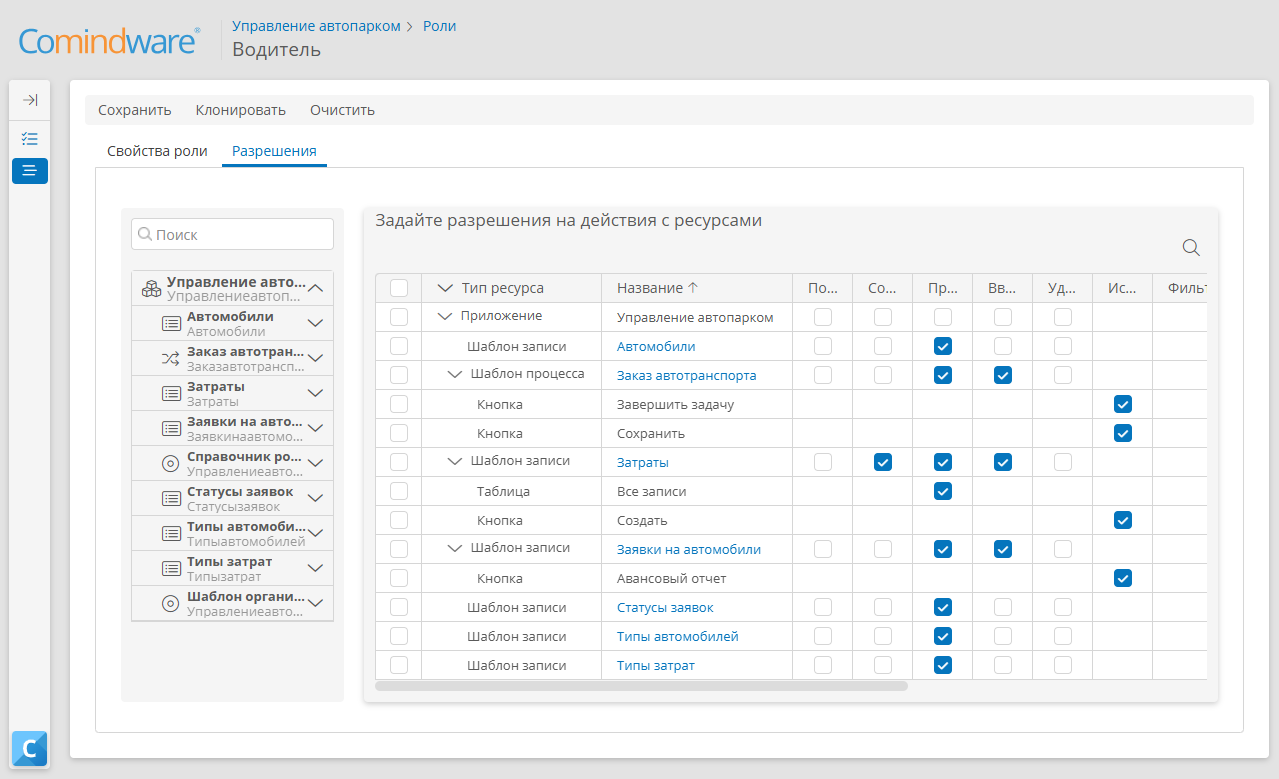 Comindware®
Управление автопарком > Роли
Водитель
Сохранить Клонировать Очистить
Свойства роли Разрешения
Поиск
Управление авто...
Управлениеавтоп...
Автомобили
Автомобили
Заказ автотран...
Заказавтотрансп...
Затраты
Затраты
Заявки на авто...
Заявкинаавтомо...
Справочник ро...
Управлениеавто...
Статусы заявок
Статусызаявок
Типы автомоби...
Типыавтомобилей
Типы затрат
Типызатрат
Шаблон органи...
Управлениеавто...
Задайте разрешения на действия с ресурсами
Тип ресурса Название ↑ По... Со... Пр... Вв... Уд... Ис... Фильт
Приложение Управление автопарком
Шаблон записи Автомобили
Шаблон процесса Заказ автотранспорта
Кнопка Завершить задачу
Кнопка Сохранить
Шаблон записи Затраты
Таблица Все записи
Кнопка Создать
Шаблон записи Заявки на автомобили
Кнопка Авансовый отчет
Шаблон записи Статусы заявок
Шаблон записи Типы автомобилей
Шаблон записи Типы затрат
C